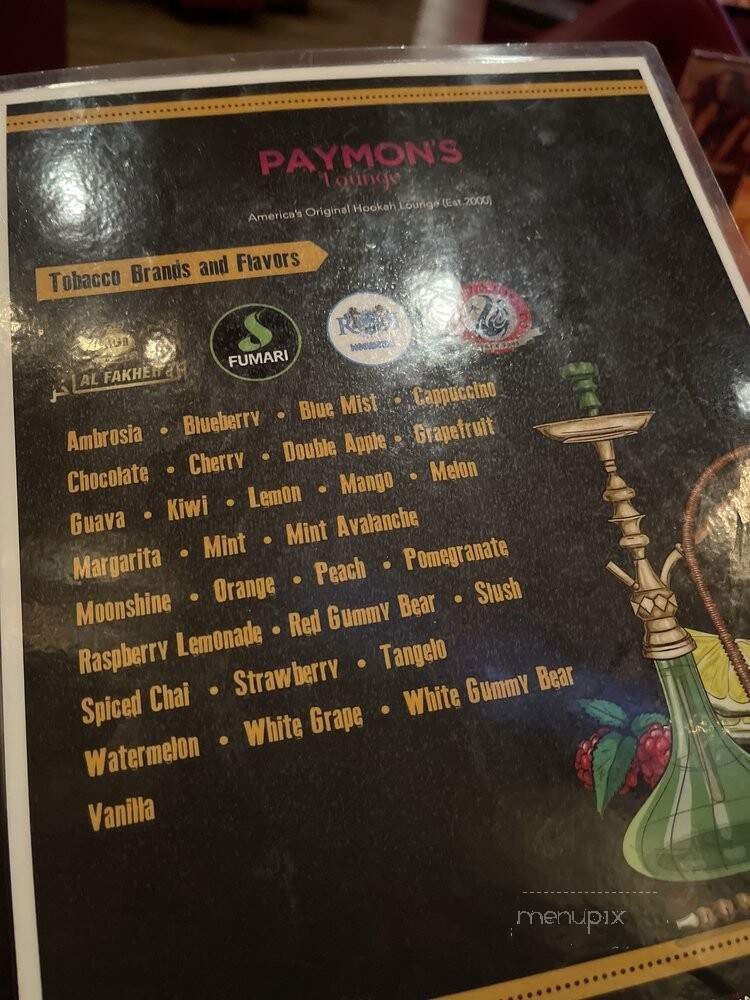 PAYMON'S
Lounge
America's Original Hookah Lounge (Est.2000)
Tobacco Brands and Flavors
AL FAKHER
FUMARI
Ambrosia • Blueberry • Blue Mist • Cappuccino
Chocolate • Cherry • Double Apple • Grapefruit
Guava • Kiwi • Lemon • Mango • Melon
Margarita • Mint • Mint Avalanche
Moonshine • Orange • Peach • Pomegranate
Raspberry Lemonade • Red Gummy Bear • Slush
Spiced Chai • Strawberry • Tangelo
Watermelon • White Grape • White Gummy Bear
Vanilla
menupix